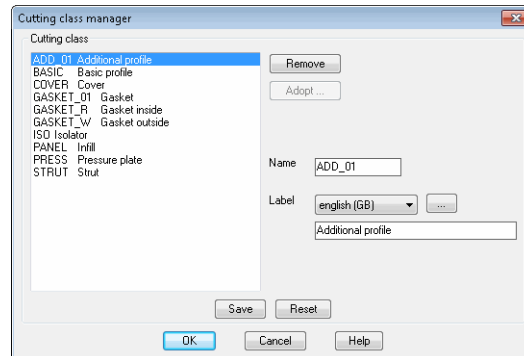 Cutting class manager
Cutting class
ADD_01 Additional profile
BASIC Basic profile
COVER Cover
GASKET_01 Gasket
GASKET_R Gasket inside
GASKET_W Gasket outside
ISO Isolator
PANEL Infill
PRESS Pressure plate
STRUT Strut
Remove
Adopt ...
Name ADD_01
Label english (GB) ...
Additional profile
Save Reset
OK Cancel Help